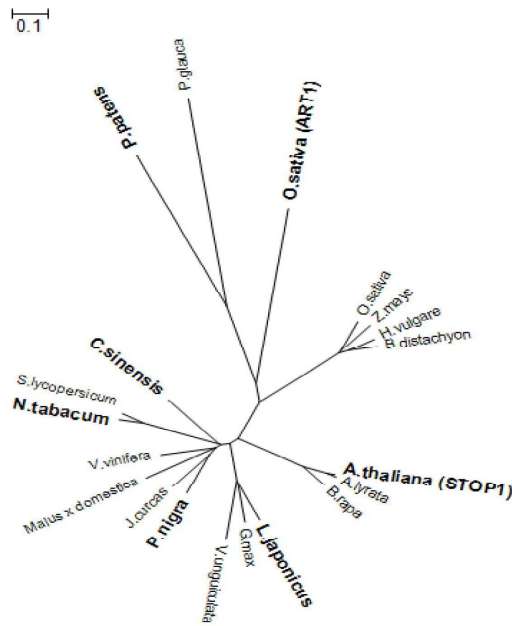 0.1
P.glauca
P.patens
O.sativa (ART1)
O.sativa
Z.mays
H.vulgare
B.distachyon
C.sinensis
S.lycopersicum
N.tabacum
V.vinifera
Malus x domestica
J.curcas
P.nigra
V.unguiculata
G.max
L.japonicus
A.thaliana (STOP1)
A.lyrata
B.rapa